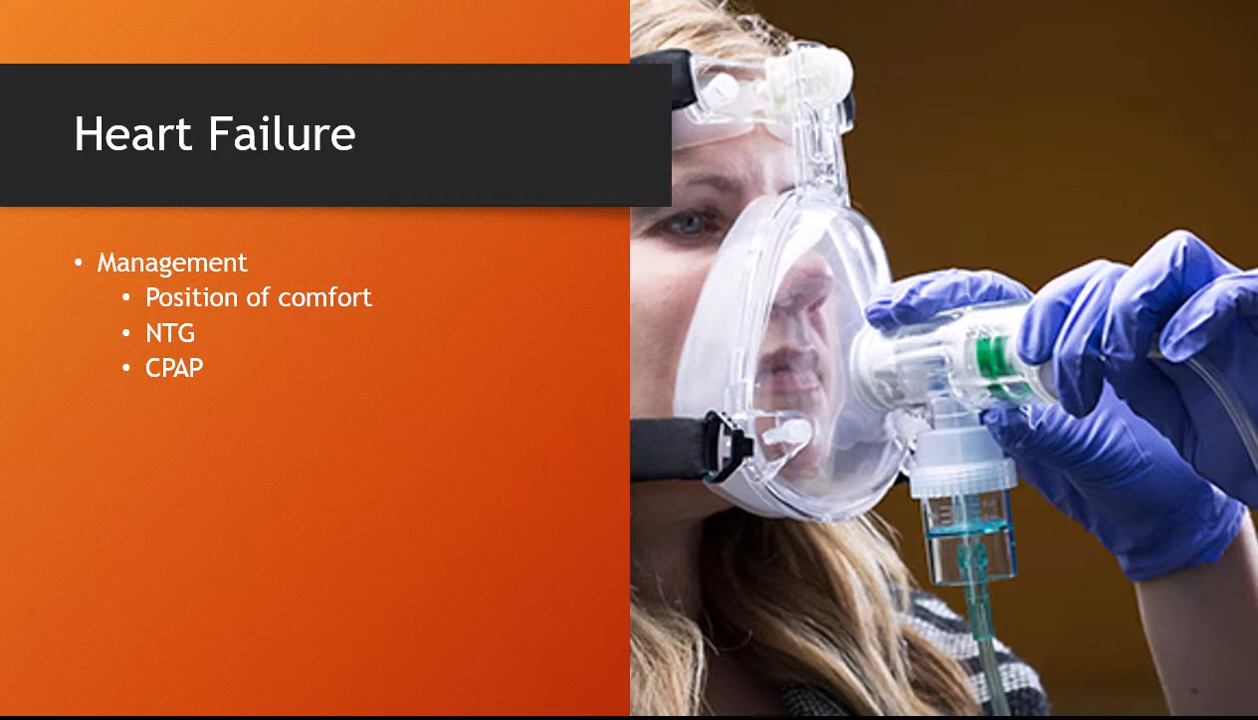 Heart Failure
• Management
• Position of comfort
• NTG
• CPAP